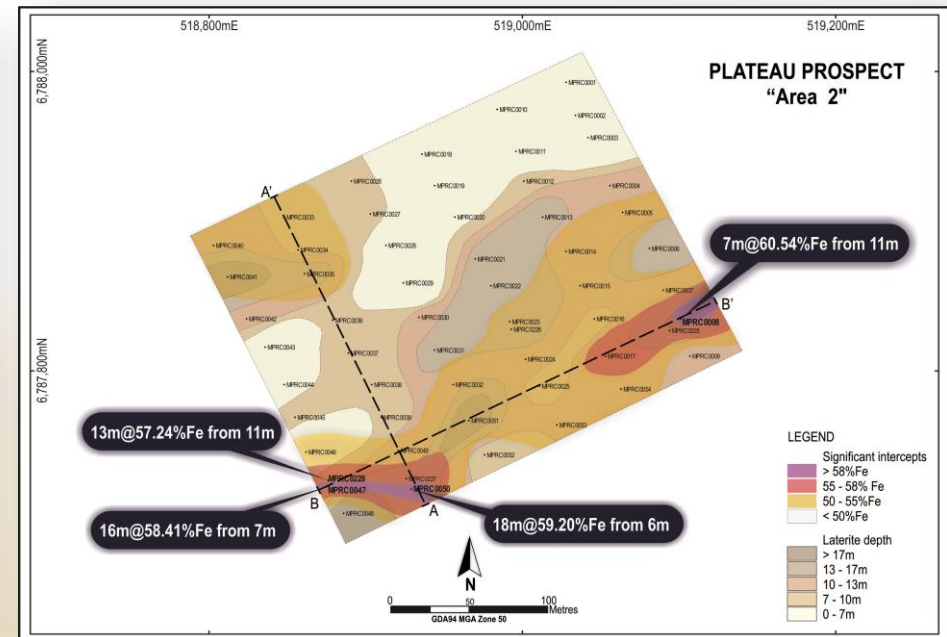 518,800mE
519,000mE
519,200mE
6,788,000mN
6,787,800mN
PLATEAU PROSPECT
“Area 2"
MPRC0001
MPRC0010
MPRC0002
MPRC0003
MPRC0018
MPRC0011
MPRC0026
MPRC0019
MPRC0012
MPRC0004
A'
MPRC0033
MPRC0027
MPRC0020
MPRC0013
MPRC0005
MPRC0040
MPRC0034
MPRC0028
MPRC0021
MPRC0014
MPRC0006
7m@60.54%Fe from 11m
MPRC0041
MPRC0035
MPRC0029
MPRC0022
MPRC0015
MPRC0007
B'
MPRC0042
MPRC0036
MPRC0030
MPRC0023
MPRC0226
MPRC0016
MPRC0008
MPRC0225
MPRC0043
MPRC0037
MPRC0031
MPRC0024
MPRC0017
MPRC0009
MPRC0044
MPRC0038
MPRC0032
MPRC0025
MPRC0054
MPRC0045
MPRC0039
MPRC0051
MPRC0053
13m@57.24%Fe from 11m
MPRC0046
MPRC0049
MPRC0052
MPRC0228
MPRC0227
MPRC0047
MPRC0050
B
A
MPRC0048
16m@58.41%Fe from 7m
18m@59.20%Fe from 6m
LEGEND
Significant intercepts
> 58%Fe
55 - 58% Fe
50 - 55%Fe
< 50%Fe
Laterite depth
> 17m
13 - 17m
10 - 13m
7 - 10m
0 - 7m
N
0 50 100
Metres
GDA94 MGA Zone 50